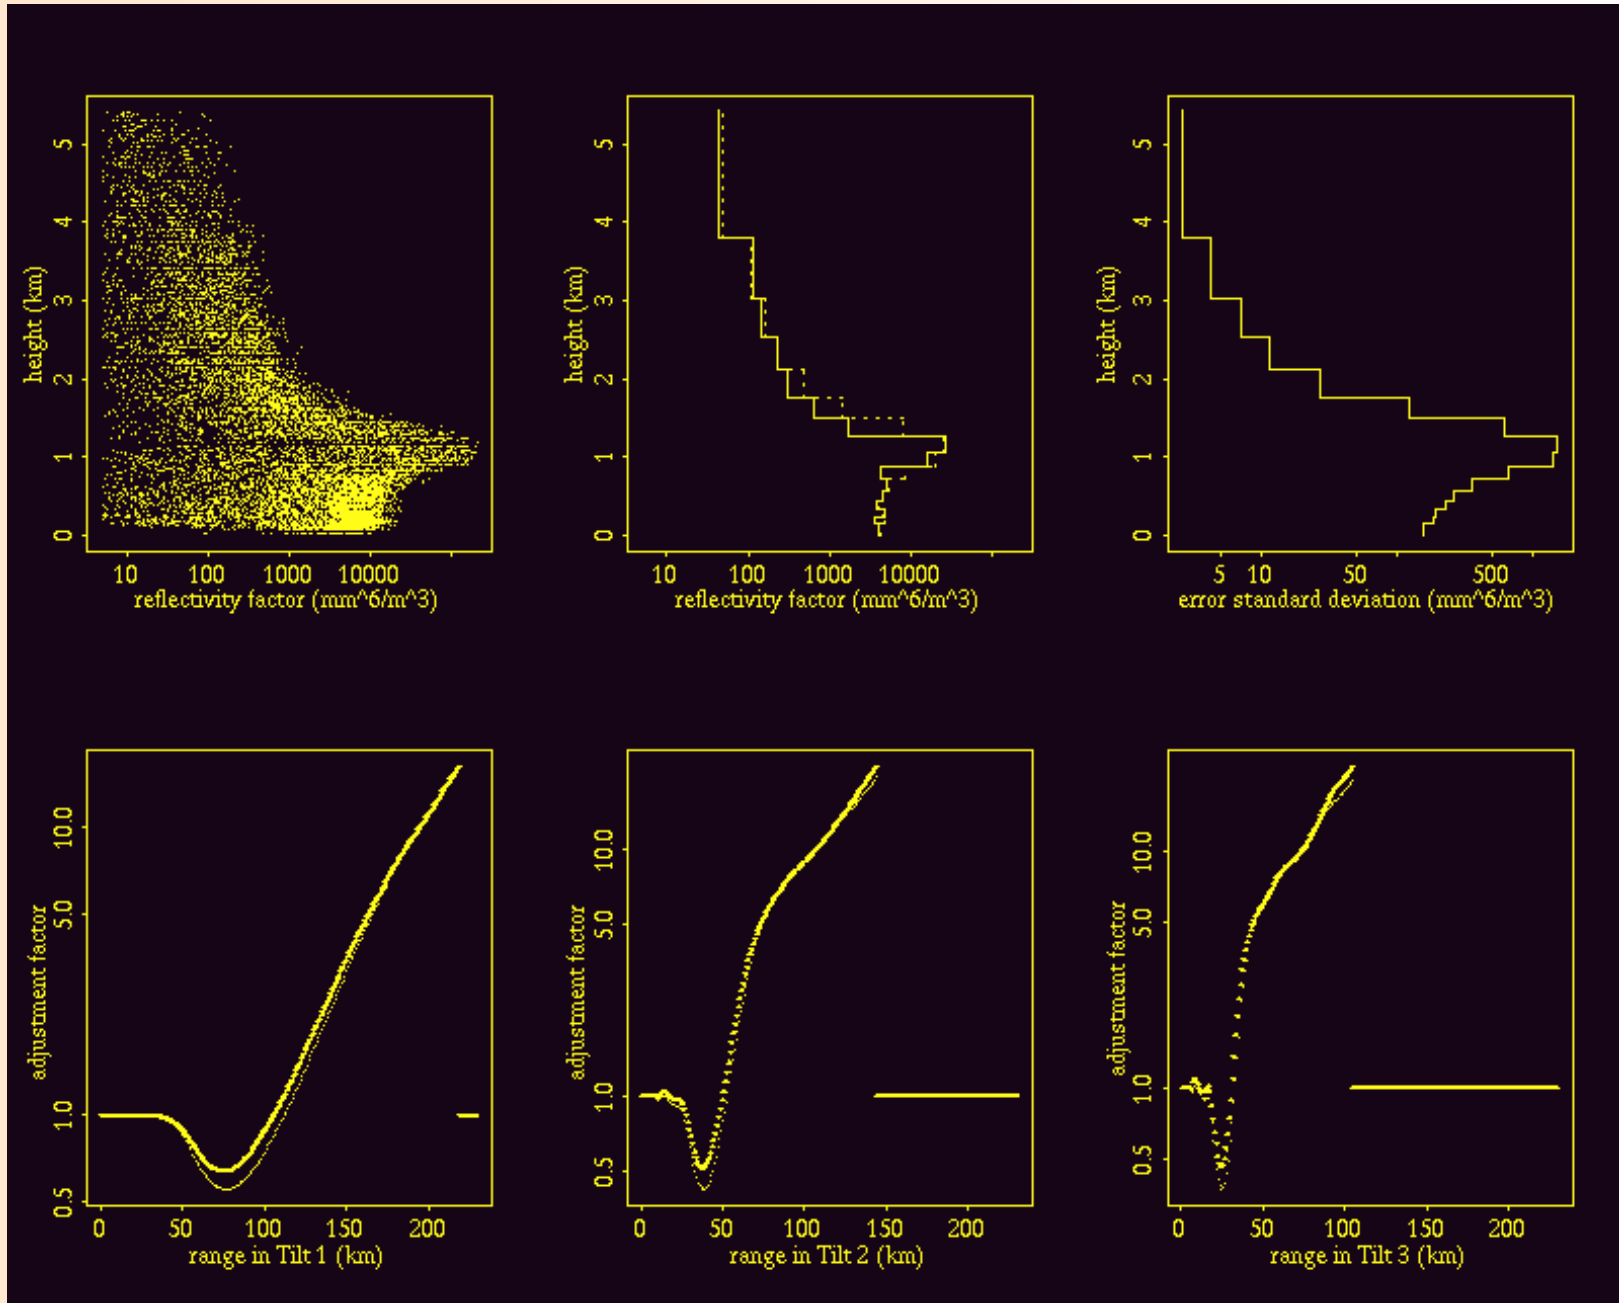 5
4
3
2
1
0
height (km)
10 100 1000 10000
reflectivity factor (mm^6/m^3)
5
4
3
2
1
0
height (km)
10 100 1000 10000
reflectivity factor (mm^6/m^3)
5
4
3
2
1
0
height (km)
5 10 50 500
error standard deviation (mm^6/m^3)
10.0
5.0
1.0
0.5
adjustment factor
0 50 100 150 200
range in Tilt 1 (km)
10.0
5.0
1.0
0.5
adjustment factor
0 50 100 150 200
range in Tilt 2 (km)
10.0
5.0
1.0
0.5
adjustment factor
0 50 100 150 200
range in Tilt 3 (km)